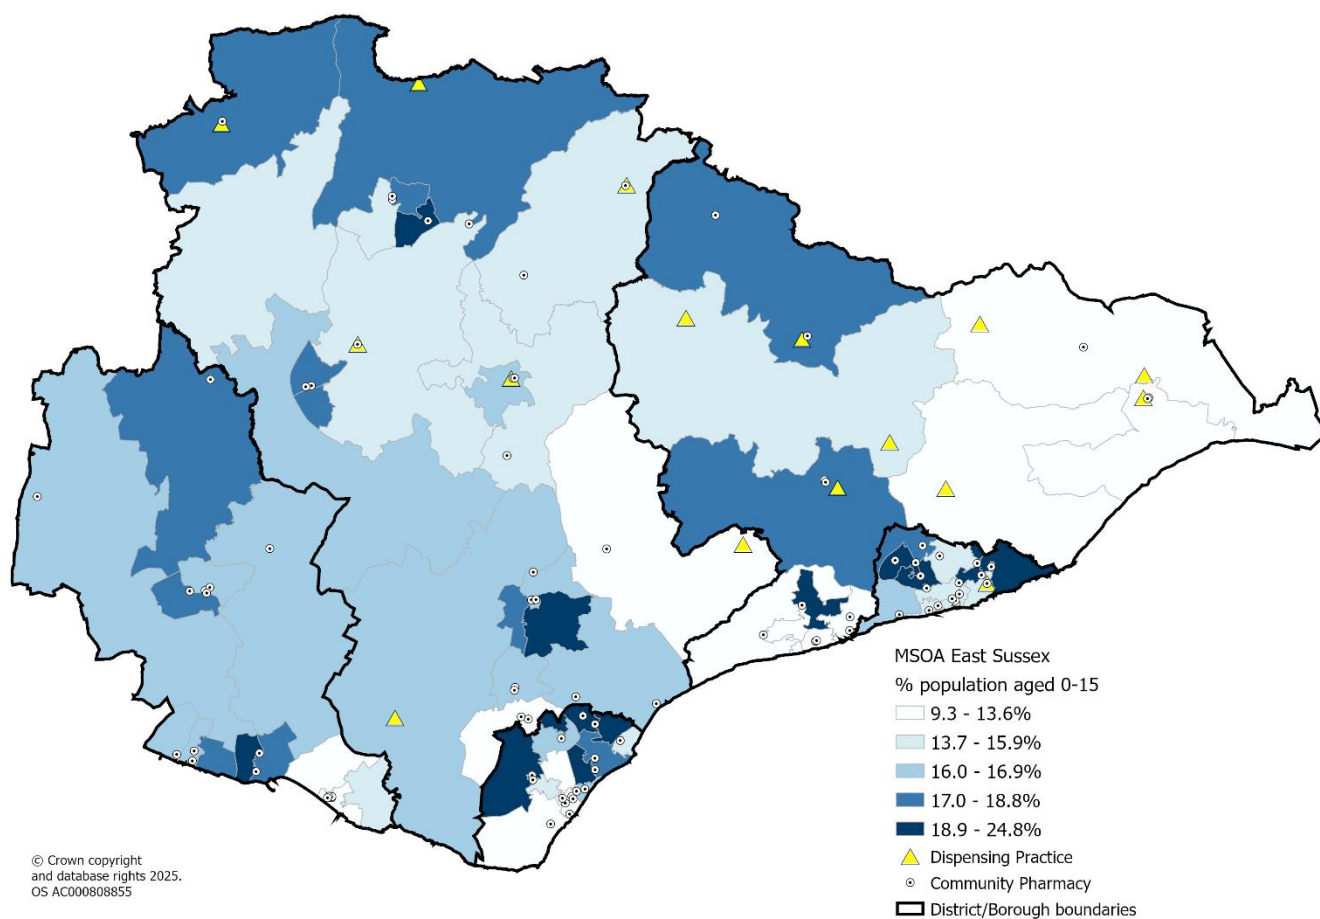 MSOA East Sussex
% population aged 0-15
9.3 - 13.6%
13.7 - 15.9%
16.0 - 16.9%
17.0 - 18.8%
18.9 - 24.8%
Dispensing Practice
Community Pharmacy
District/Borough boundaries
© Crown copyright
and database rights 2025.
OS AC000808855